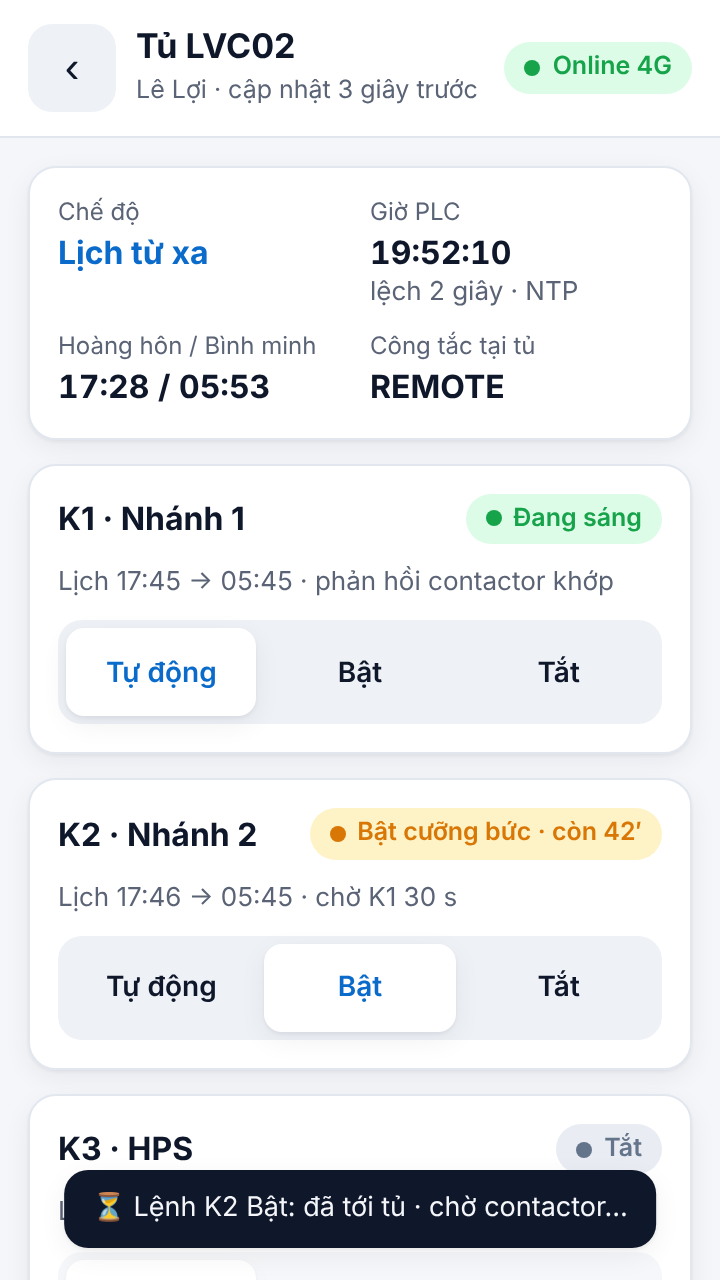 ‹
Tủ LVC02
Lê Lợi · cập nhật 3 giây trước
Online 4G
Chế độ
Lịch từ xa
Giờ PLC
19:52:10
lệch 2 giây · NTP
Hoàng hôn / Bình minh
17:28 / 05:53
Công tắc tại tủ
REMOTE
K1 · Nhánh 1
Đang sáng
Lịch 17:45 → 05:45 · phản hồi contactor khớp
Tự động
Bật
Tắt
K2 · Nhánh 2
Bật cưỡng bức · còn 42′
Lịch 17:46 → 05:45 · chờ K1 30 s
Tự động
Bật
Tắt
K3 · HPS
Tắt
⏳ Lệnh K2 Bật: đã tới tủ · chờ contactor…